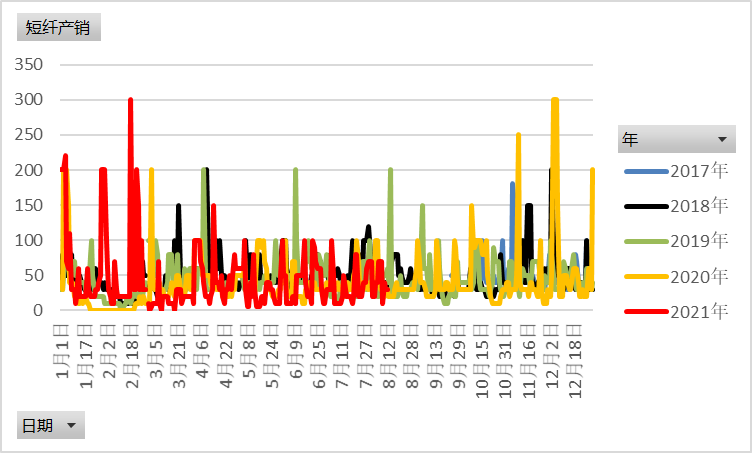 短纤产销
350
300
250
200
150
100
50
0
1月1日
1月17日
2月2日
2月18日
3月5日
3月21日
4月6日
4月22日
5月8日
5月24日
6月9日
6月25日
7月11日
7月27日
8月12日
8月28日
9月13日
9月29日
10月15日
10月31日
11月16日
12月2日
12月18日
年
2017年
2018年
2019年
2020年
2021年
日期